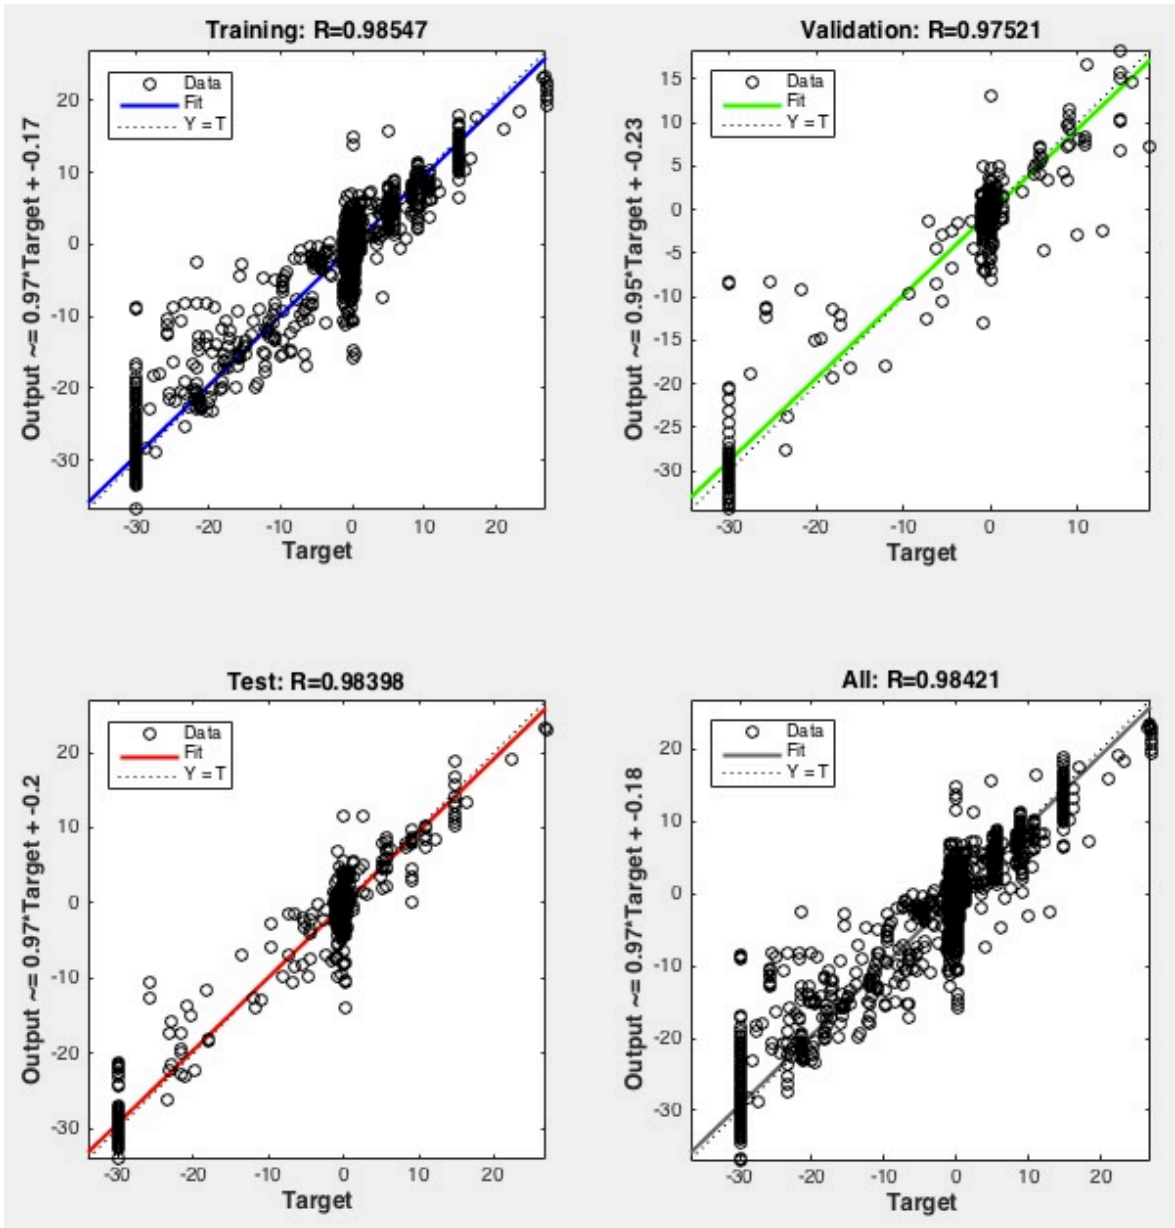 Training: R=0.98547
Output ~= 0.97*Target + -0.17
Data
Fit
Y = T
20
10
0
-10
-20
-30
-30
-20
-10
0
10
20
Target
Validation: R=0.97521
Output ~= 0.95*Target + -0.23
Data
Fit
Y = T
15
10
5
0
-5
-10
-15
-20
-25
-30
-30
-20
-10
0
10
Target
Test: R=0.98398
Output ~= 0.97*Target + -0.2
Data
Fit
Y = T
20
10
0
-10
-20
-30
-30
-20
-10
0
10
20
Target
All: R=0.98421
Output ~= 0.97*Target + -0.18
Data
Fit
Y = T
20
10
0
-10
-20
-30
-30
-20
-10
0
10
20
Target